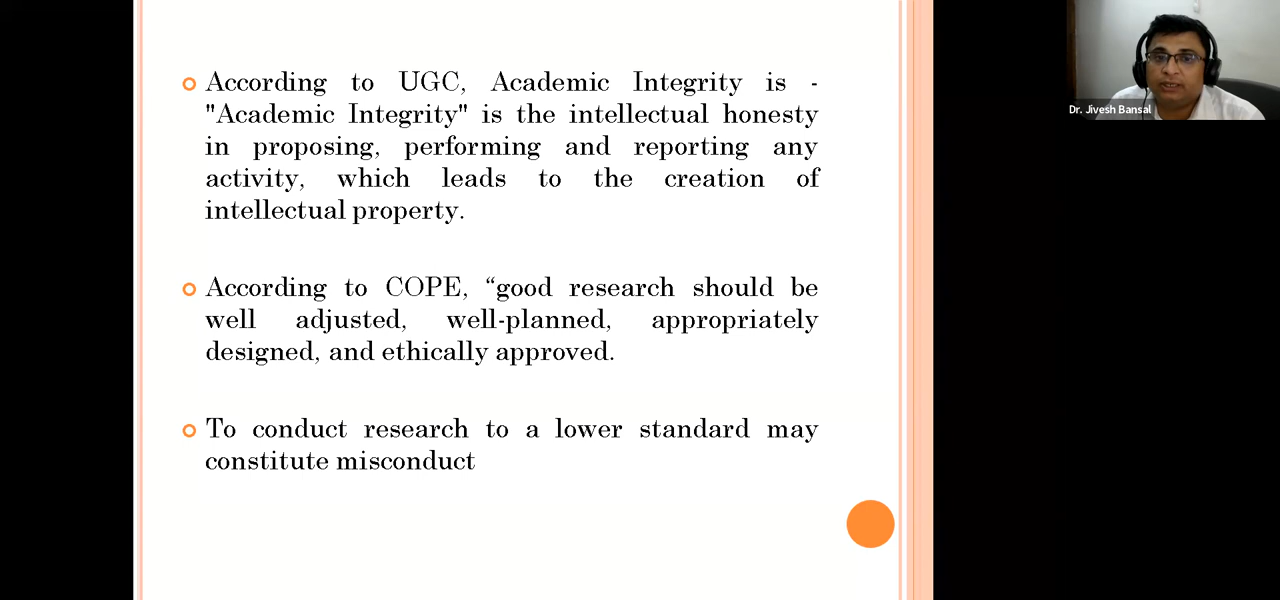 According to UGC, Academic Integrity is -
"Academic Integrity" is the intellectual honesty
in proposing, performing and reporting any
activity, which leads to the creation of
intellectual property.
According to COPE, “good research should be
well adjusted, well-planned, appropriately
designed, and ethically approved.
To conduct research to a lower standard may
constitute misconduct
Dr. Jivesh Bansal